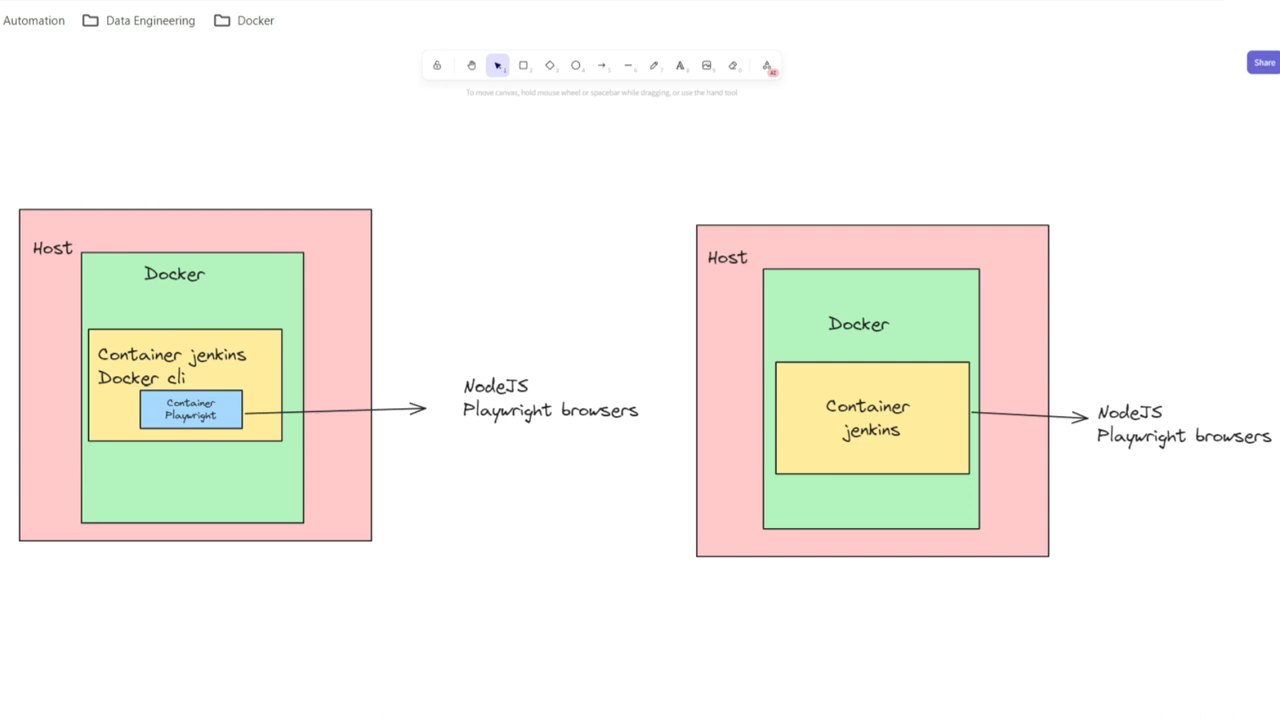 Automation Data Engineering Docker
Share
To move canvas, hold mouse wheel or spacebar while dragging, or use the hand tool
Host
Docker
Container jenkins
Docker cli
Container
Playwright
NodeJS
Playwright browsers
Host
Docker
Container
jenkins
NodeJS
Playwright browsers